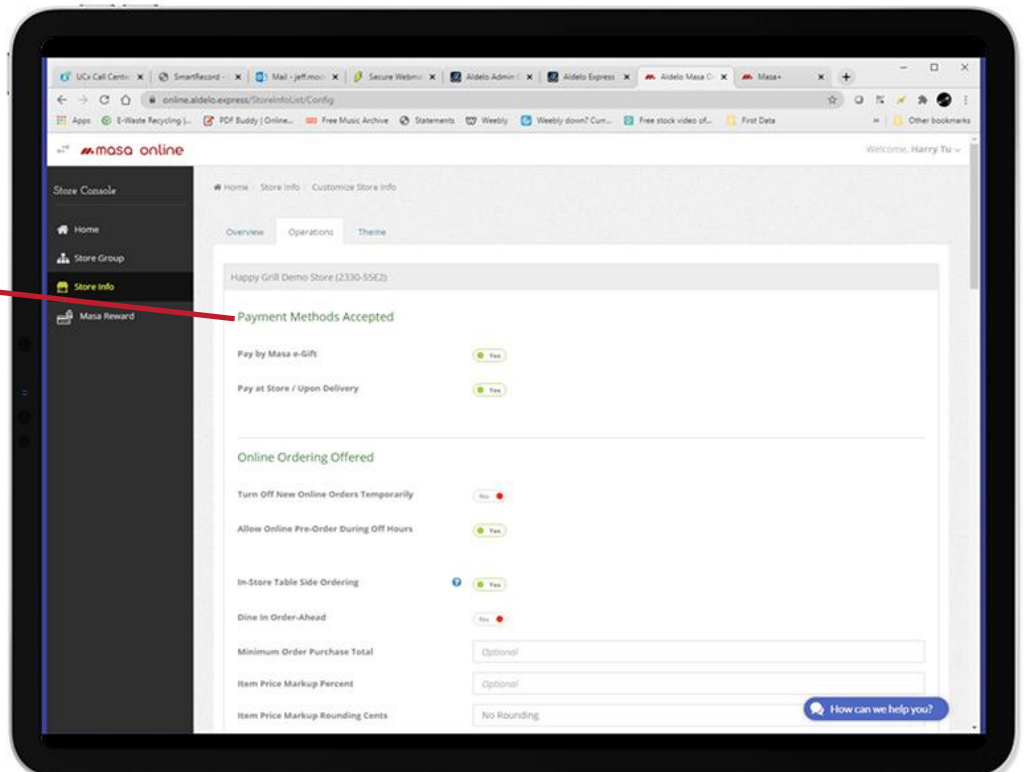 UCx Call Center
SmartRecord -
Mail - jeff.moo
Secure Webma
Aldelo Admin (
Aldelo Express
Aldelo Masa O
Masa+
online.aldelo.express/StoreInfoList/Config
Apps
E-Waste Recycling |...
PDF Buddy | Online...
Free Music Archive
Statements
Weebly
Weebly down? Curr...
Free stock video of...
First Data
»
Other bookmarks
masa online
Welcome, Harry Tu
Store Console
Home / Store Info / Customize Store Info
Home
Store Group
Store Info
Masa Reward
Overview
Operations
Theme
Happy Grill Demo Store (2330-55E2)
Payment Methods Accepted
Pay by Masa e-Gift
Yes
Pay at Store / Upon Delivery
Yes
Online Ordering Offered
Turn Off New Online Orders Temporarily
No
Allow Online Pre-Order During Off Hours
Yes
In-Store Table Side Ordering
Yes
Dine In Order-Ahead
No
Minimum Order Purchase Total
Optional
Item Price Markup Percent
Optional
Item Price Markup Rounding Cents
No Rounding
How can we help you?